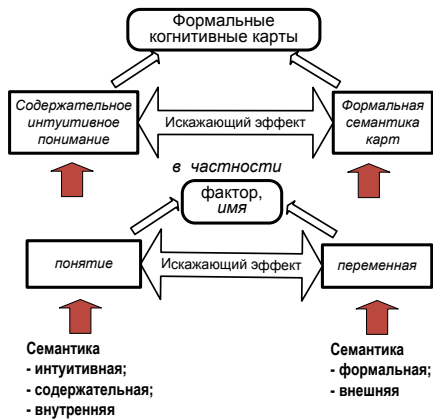 Формальные
когнитивные карты
Содержательное
интуитивное
понимание
Искажающий эффект
Формальная
семантика
карт
в частности
фактор,
имя
понятие
Искажающий эффект
переменная
Семантика
- интуитивная;
- содержательная;
- внутренняя
Семантика
- формальная;
- внешняя